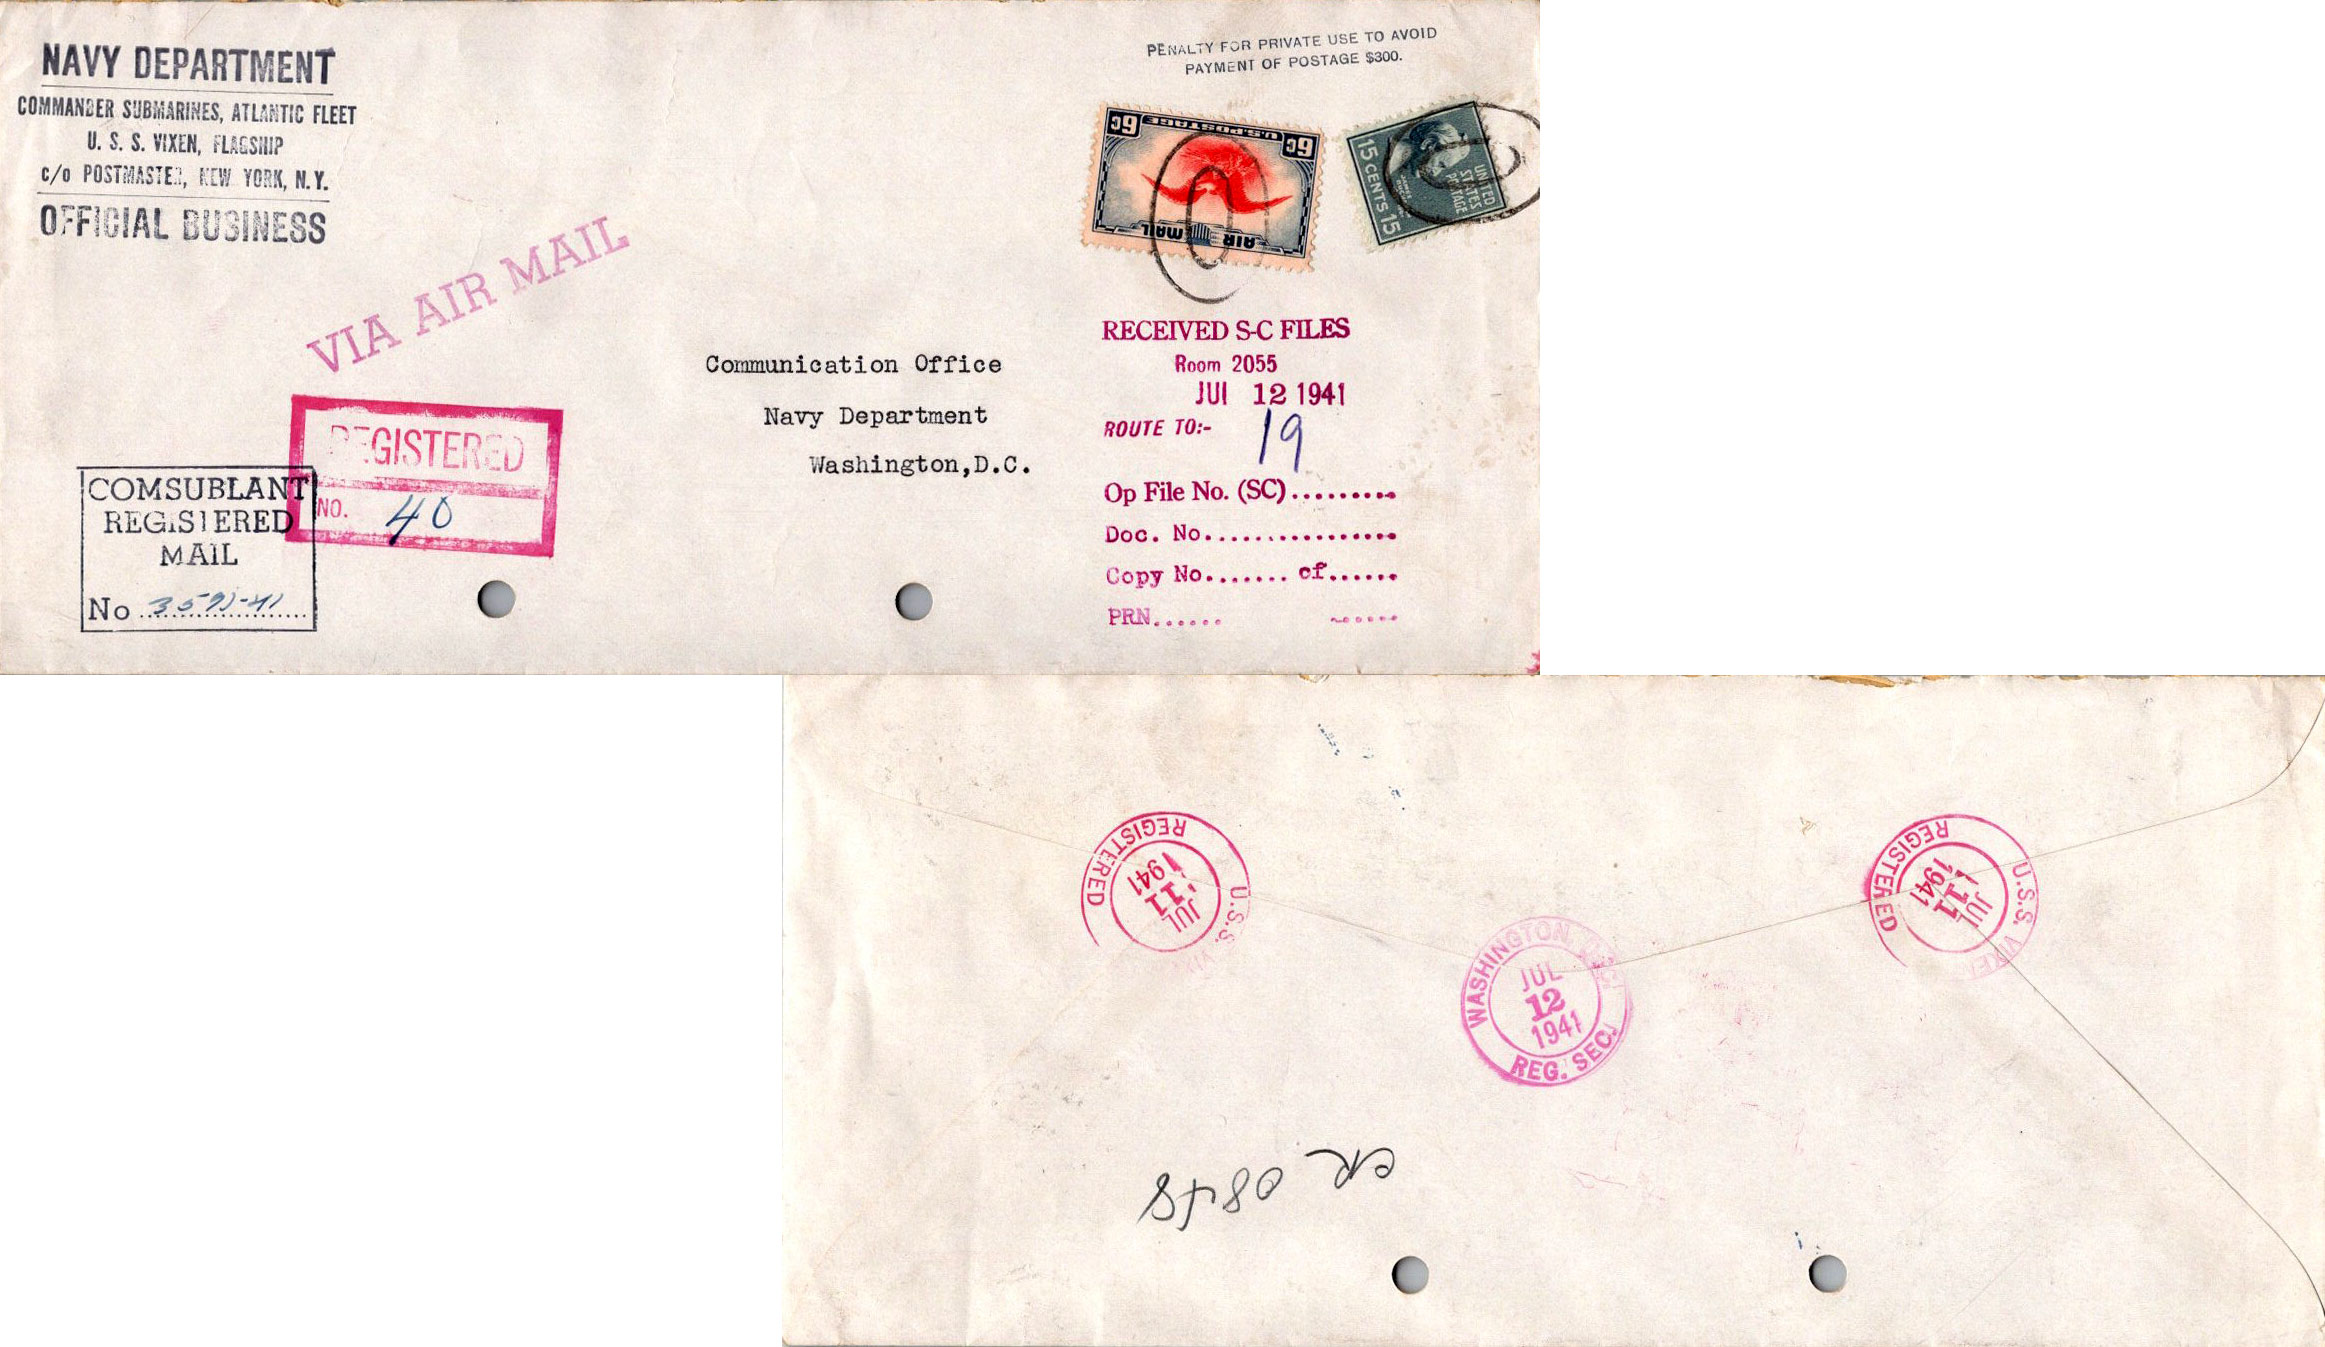 NAVY DEPARTMENT
COMMANDER SUBMARINES, ATLANTIC FLEET
U. S. S. VIXEN, FLAGSHIP
c/o POSTMASTER, NEW YORK, N.Y.
OFFICIAL BUSINESS
PENALTY FOR PRIVATE USE TO AVOID
PAYMENT OF POSTAGE $300.
U.S. POSTAGE
6c 6c
AIR MAIL
UNITED
STATES
POSTAGE
15 CENTS 15
VIA AIR MAIL
Communication Office
Navy Department
Washington,D.C.
RECEIVED S-C FILES
Room 2055
JUL 12 1941
ROUTE TO:- 19
Op File No. (SC).........
Doc. No.................
Copy No....... of......
PRN...... ......
REGISTERED
NO. 40
COMSUBLANT
REGISTERED
MAIL
No
REGISTERED
U.S.S. VIXEN
JUL
11
1941
REGISTERED
U.S.S. VIXEN
JUL
11
1941
WASHINGTON, D.C.
JUL
12
1941
REG. SEC.